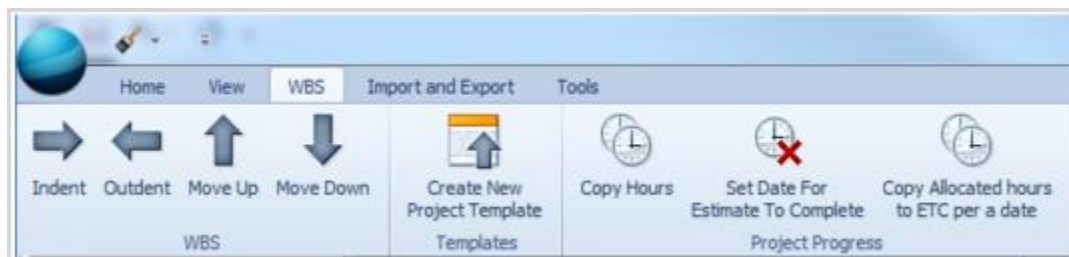 Home View WBS Import and Export Tools
Indent Outdent Move Up Move Down Create New Copy Hours Set Date For Copy Allocated hours
Project Template Estimate To Complete to ETC per a date
WBS Templates Project Progress